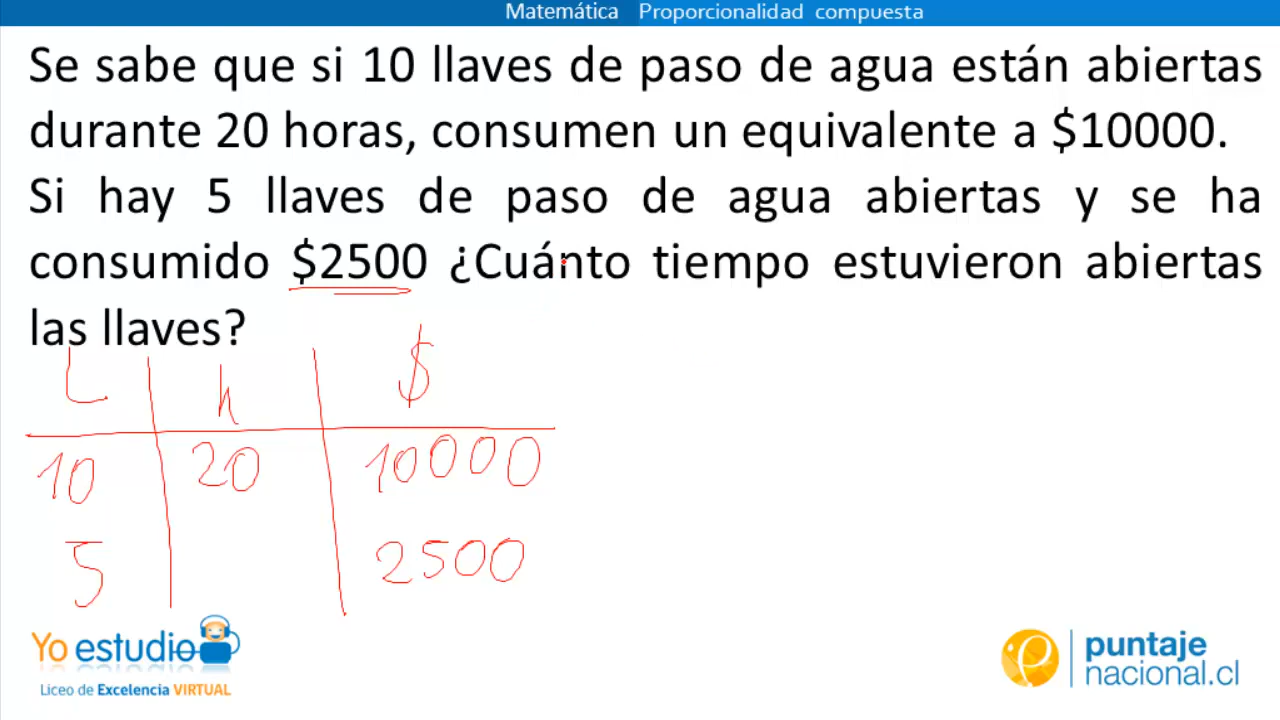 Matemática Proporcionalidad compuesta
Se sabe que si 10 llaves de paso de agua están abiertas
durante 20 horas, consumen un equivalente a $10000.
Si hay 5 llaves de paso de agua abiertas y se ha
consumido $2500 ¿Cuánto tiempo estuvieron abiertas
las llaves?
L h $
10 20 10000
5 2500
Yo estudio
Liceo de Excelencia VIRTUAL
puntaje
nacional.cl